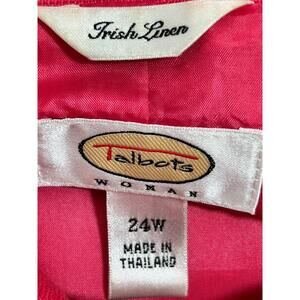 Irish Linen
Talbots
WOMAN
24W
MADE IN
THAILAND